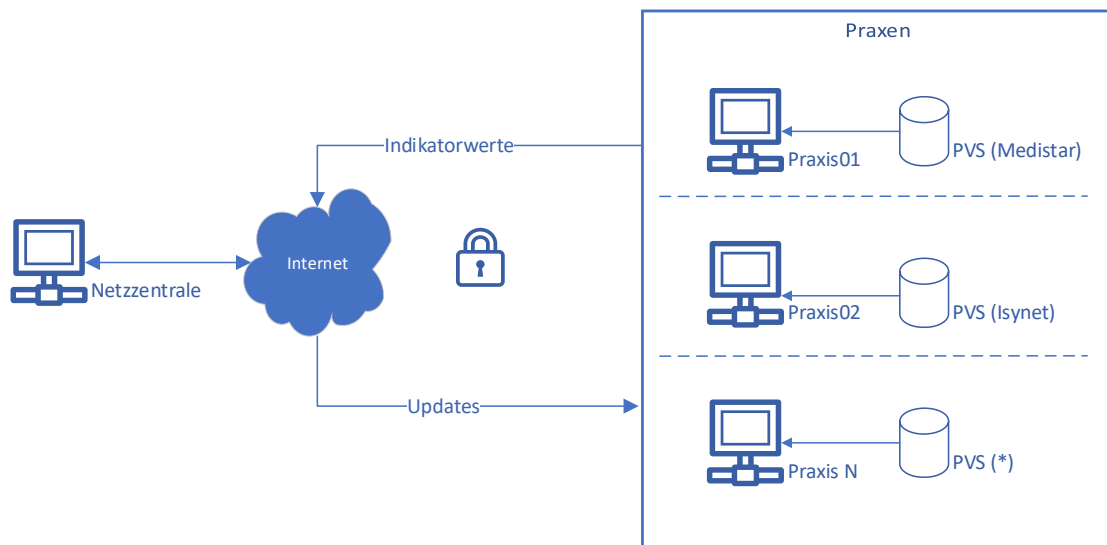 Praxen
Indikatorwerte
Praxis01
PVS (Medistar)
Internet
Netzzentrale
Praxis02
PVS (Isynet)
Updates
Praxis N
PVS (*)